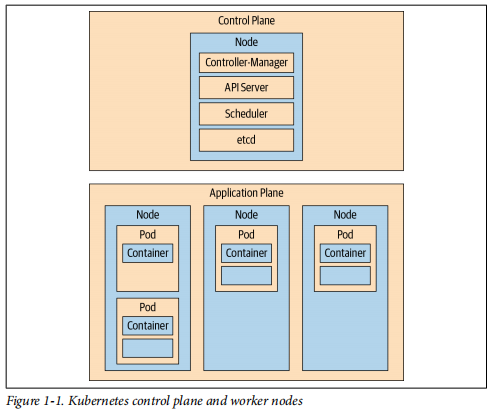 Control Plane
Node
Controller-Manager
API Server
Scheduler
etcd
Application Plane
Node
Pod
Container
Pod
Container
Node
Pod
Container
Node
Pod
Container
Figure 1-1. Kubernetes control plane and worker nodes